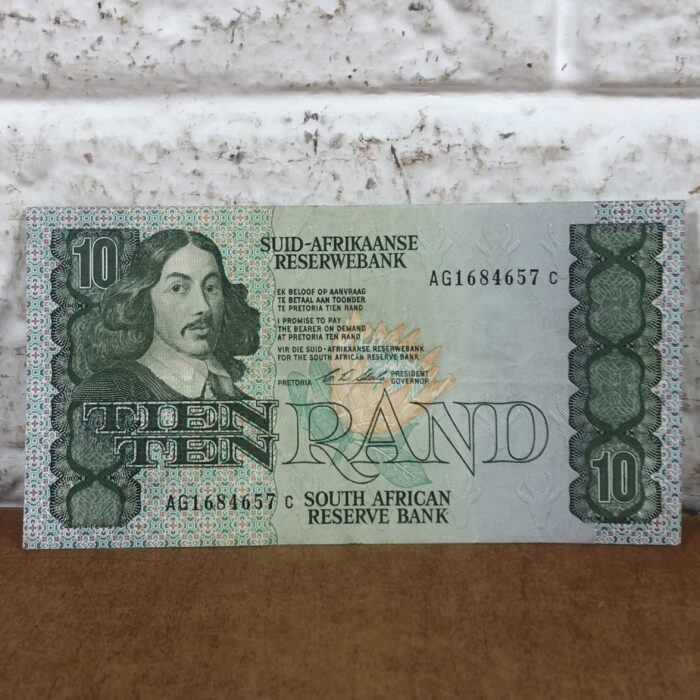 10
SUID-AFRIKAANSE
RESERWEBANK
AG1684657 C
EK BELOOF OP AANVRAAG
TE BETAAL AAN TOONDER
TE PRETORIA TIEN RAND
I PROMISE TO PAY
THE BEARER ON DEMAND
AT PRETORIA TEN RAND
VIR DIE SUID-AFRIKAANSE RESERWEBANK
FOR THE SOUTH AFRICAN RESERVE BANK
PRETORIA
PRESIDENT
GOVERNOR
TIEN
TEN
RAND
AG1684657 C
SOUTH AFRICAN
RESERVE BANK
10